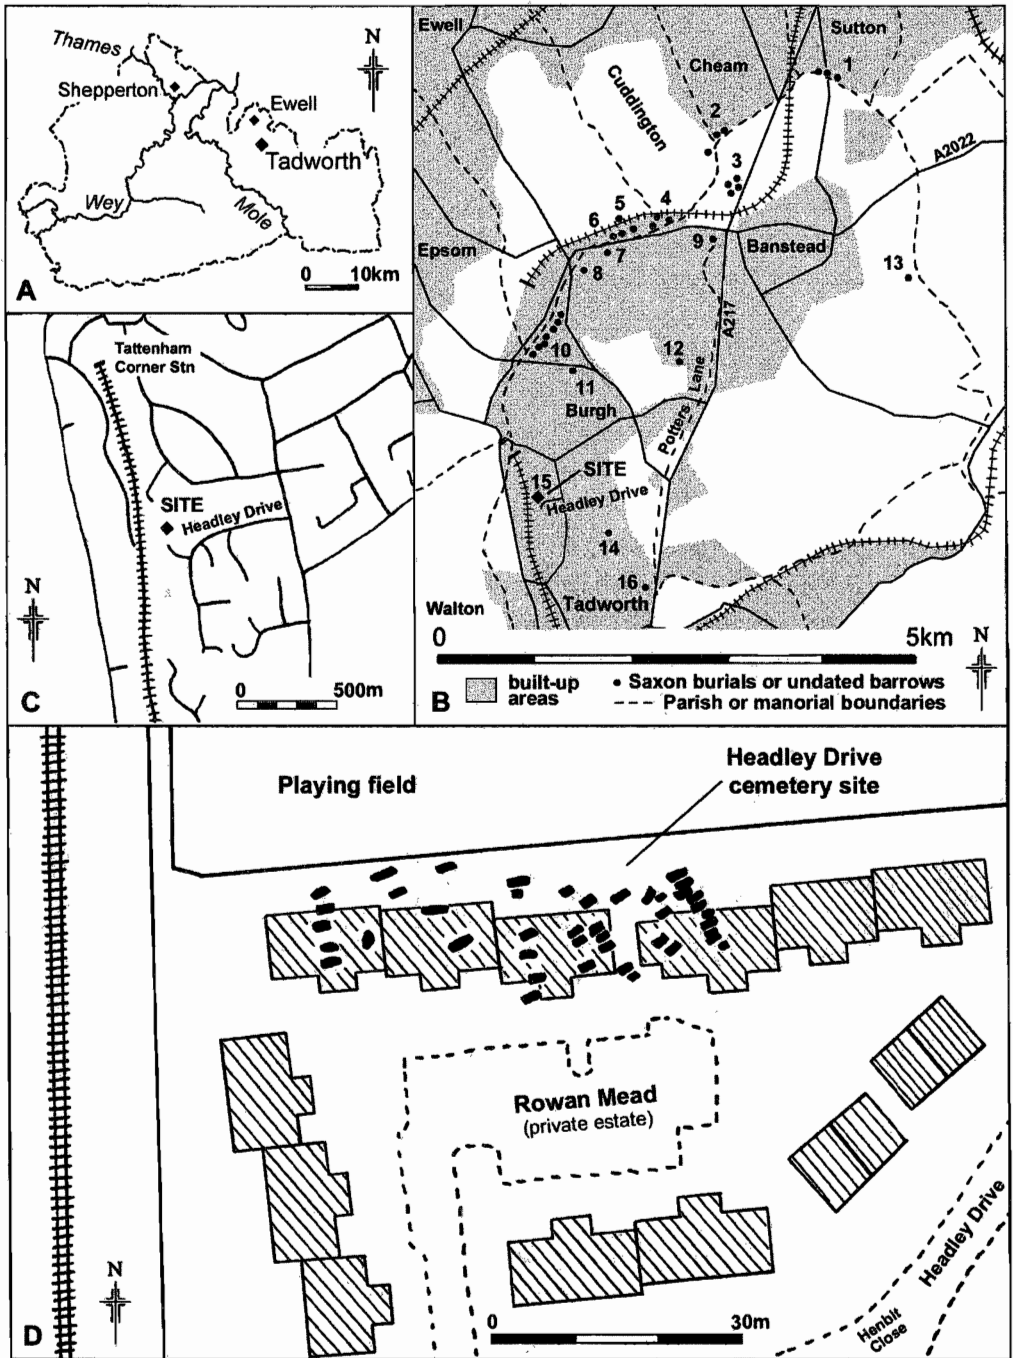 Thames
N
Shepperton
Ewell
Tadworth
Wey
Mole
0 10km
A
Ewell
Sutton
Cheam
1
Cuddington
2
A2022
3
5
4
6
Epsom
9
Banstead
7
8
13
A217
10
12
11
Burgh
Potters Lane
15
SITE
Headley Drive
14
16
Tadworth
Walton
0 5km
N
built-up
areas
Saxon burials or undated barrows
Parish or manorial boundaries
B
Tattenham
Corner Stn
SITE
Headley Drive
N
0 500m
C
Playing field
Headley Drive
cemetery site
Rowan Mead
(private estate)
Headley Drive
Henbit
Close
N
0 30m
D